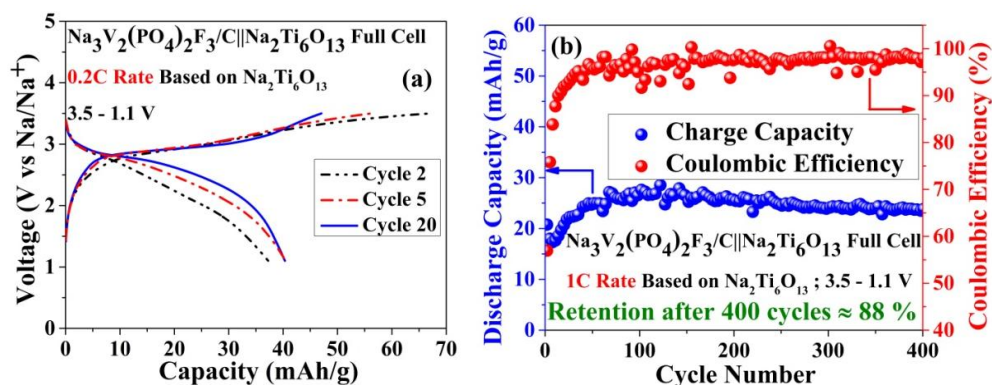 Na₃V₂(PO₄)₂F₃/C||Na₂Ti₆O₁₃ Full Cell
0.2C Rate Based on Na₂Ti₆O₁₃
(a)
3.5 - 1.1 V
Cycle 2
Cycle 5
Cycle 20
Voltage (V vs Na/Na⁺)
5
4
3
2
1
0
0 10 20 30 40 50 60 70
Capacity (mAh/g)
(b)
Charge Capacity
Coulombic Efficiency
Na₃V₂(PO₄)₂F₃/C||Na₂Ti₆O₁₃ Full Cell
1C Rate Based on Na₂Ti₆O₁₃ ; 3.5 - 1.1 V
Retention after 400 cycles ≈ 88 %
Discharge Capacity (mAh/g)
60
50
40
30
20
10
0
0 100 200 300 400
Cycle Number
100
90
80
70
60
50
40
Coulombic Efficiency (%)